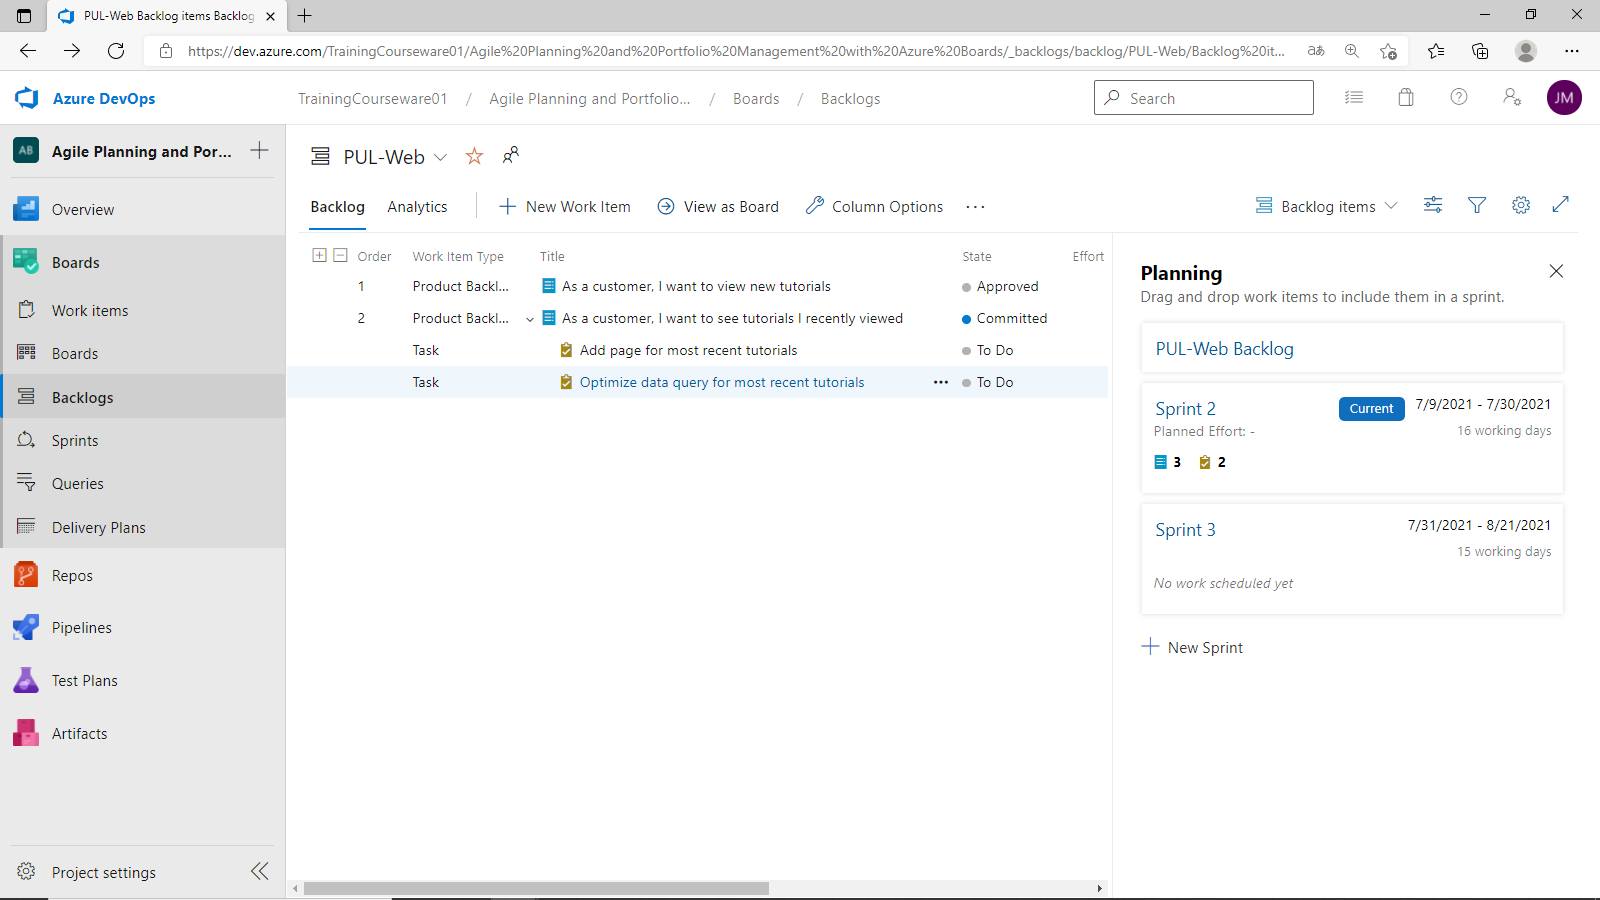 PUL-Web Backlog items Backlog
https://dev.azure.com/TrainingCourseware01/Agile%20Planning%20and%20Portfolio%20Management%20with%20Azure%20Boards/_backlogs/backlog/PUL-Web/Backlog%20it...
aあ
Azure DevOps
TrainingCourseware01 / Agile Planning and Portfolio... / Boards / Backlogs
Search
JM
AB Agile Planning and Por...
Overview
Boards
Work items
Boards
Backlogs
Sprints
Queries
Delivery Plans
Repos
Pipelines
Test Plans
Artifacts
Project settings
PUL-Web
Backlog Analytics New Work Item View as Board Column Options ... Backlog items
Order Work Item Type Title State Effort
1 Product Backl... As a customer, I want to view new tutorials Approved
2 Product Backl... As a customer, I want to see tutorials I recently viewed Committed
Task Add page for most recent tutorials To Do
Task Optimize data query for most recent tutorials ... To Do
Planning
Drag and drop work items to include them in a sprint.
PUL-Web Backlog
Sprint 2 Current 7/9/2021 - 7/30/2021
Planned Effort: - 16 working days
3 2
Sprint 3 7/31/2021 - 8/21/2021
15 working days
No work scheduled yet
New Sprint